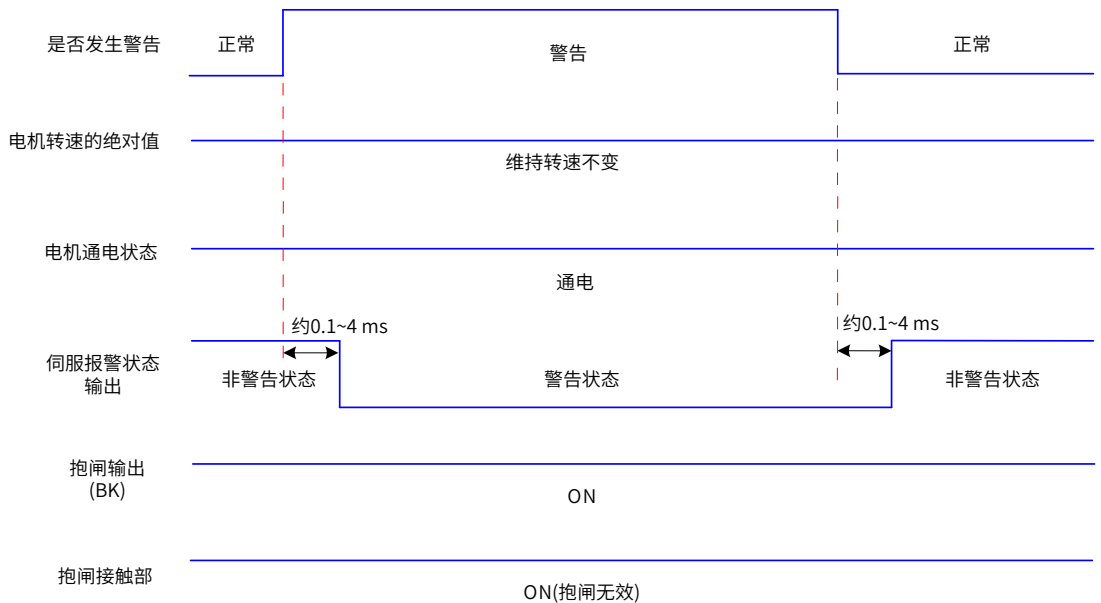 是否发生警告
正常
警告
正常
电机转速的绝对值
维持转速不变
电机通电状态
通电
约0.1~4 ms
约0.1~4 ms
伺服报警状态
输出
非警告状态
警告状态
非警告状态
抱闸输出
(BK)
ON
抱闸接触部
ON(抱闸无效)